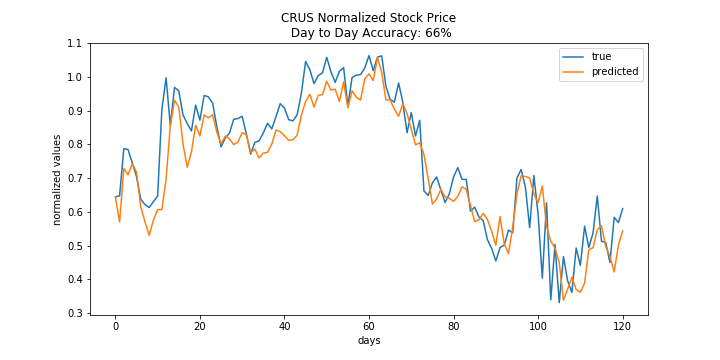 CRUS Normalized Stock Price
Day to Day Accuracy: 66%
true
predicted
normalized values
1.1
1.0
0.9
0.8
0.7
0.6
0.5
0.4
0.3
0 20 40 60 80 100 120
days